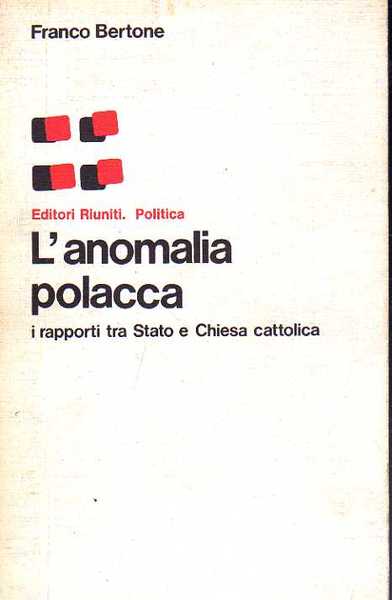 Franco Bertone
Editori Riuniti. Politica
L'anomalia
polacca
i rapporti tra Stato e Chiesa cattolica